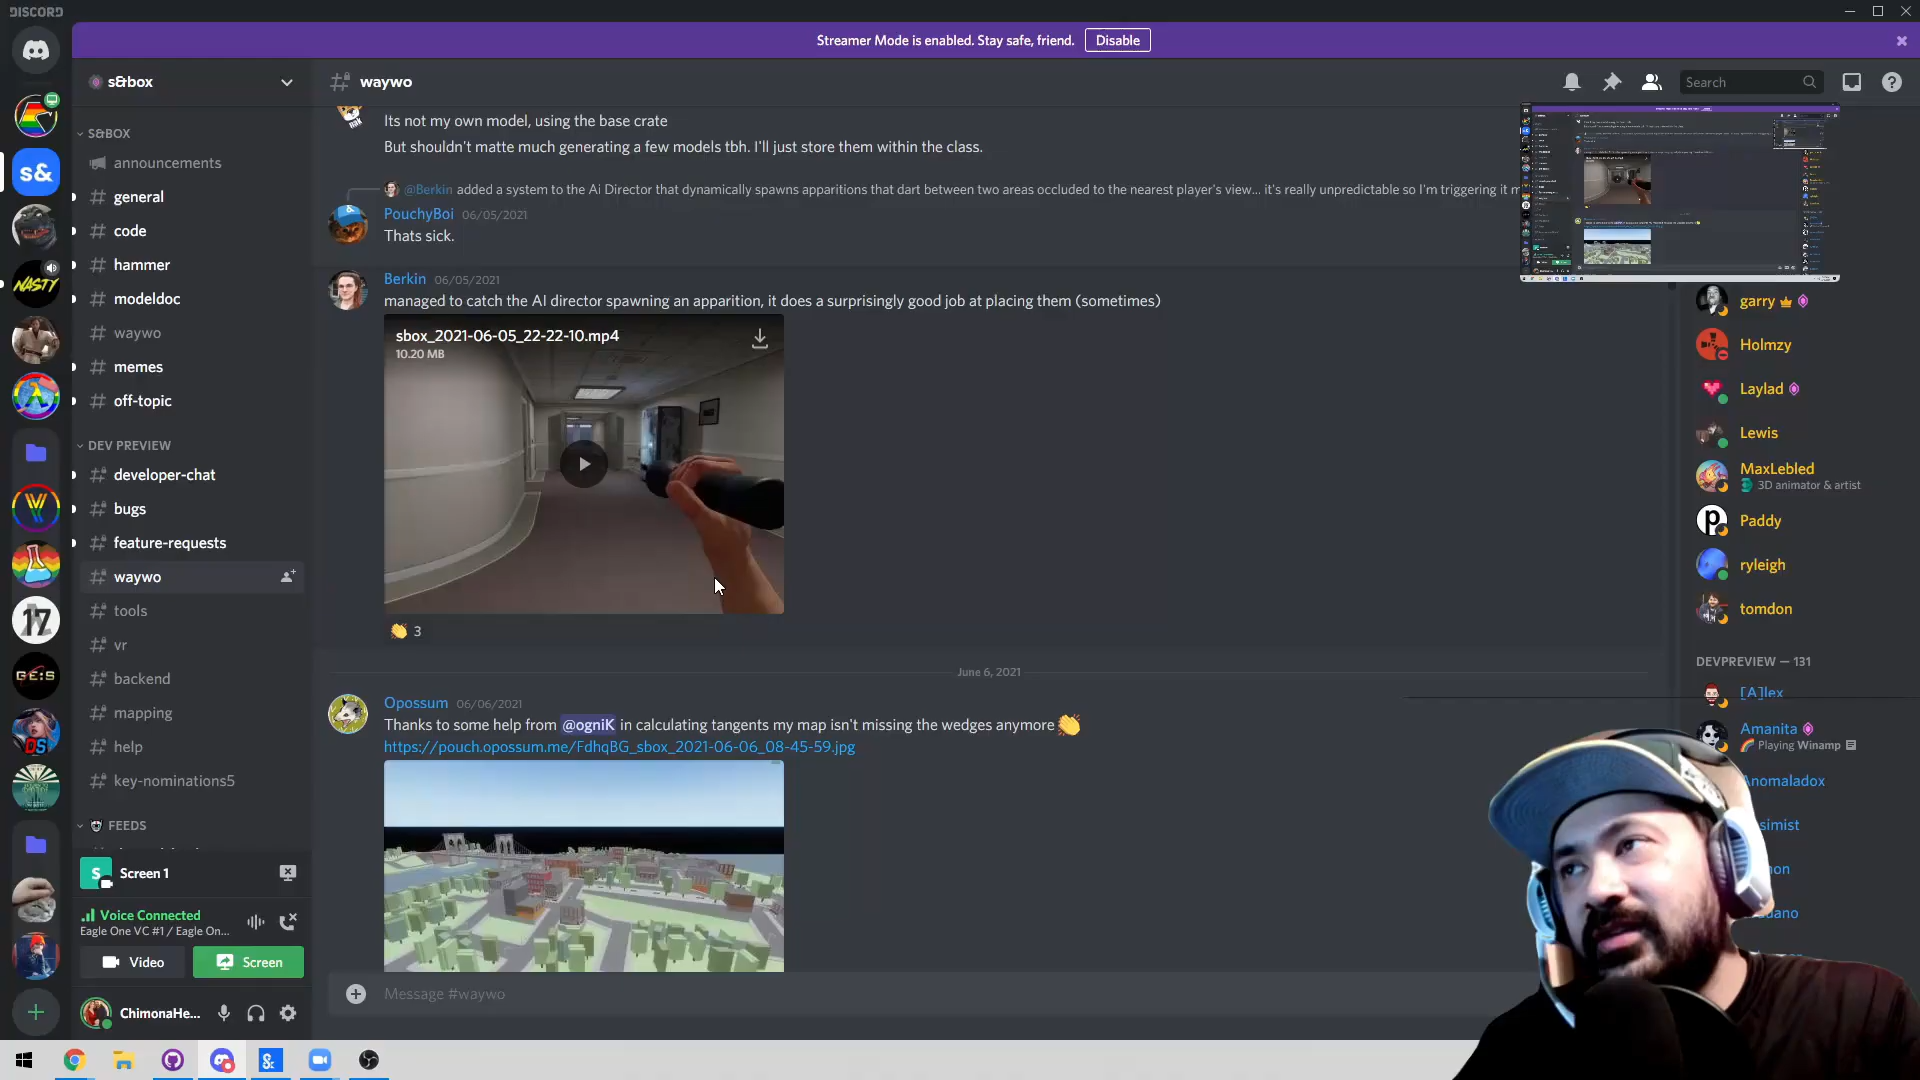 DISCORD
Streamer Mode is enabled. Stay safe, friend.
Disable
s&box
waywo
Search
S&BOX
announcements
general
code
hammer
modeldoc
waywo
memes
off-topic
DEV PREVIEW
developer-chat
bugs
feature-requests
waywo
tools
vr
backend
mapping
help
key-nominations5
FEEDS
S
Screen 1
Voice Connected
Eagle One VC #1 / Eagle On...
Video
Screen
ChimonaHe...
s&
NASTY
17
GE:S
DS
Its not my own model, using the base crate
But shouldn't matte much generating a few models tbh. I'll just store them within the class.
@Berkin added a system to the Ai Director that dynamically spawns apparitions that dart between two areas occluded to the nearest player's view... it's really unpredictable so I'm triggering it m
PouchyBoi 06/05/2021
Thats sick.
Berkin 06/05/2021
managed to catch the AI director spawning an apparition, it does a surprisingly good job at placing them (sometimes)
sbox_2021-06-05_22-22-10.mp4
10.20 MB
3
June 6, 2021
Opossum 06/06/2021
Thanks to some help from @ogniK in calculating tangents my map isn't missing the wedges anymore
https://pouch.opossum.me/FdhqBG_sbox_2021-06-06_08-45-59.jpg
Message #waywo
garry
Holmzy
Laylad
Lewis
MaxLebled
3D animator & artist
Paddy
ryleigh
tomdon
DEVPREVIEW — 131
[A]lex
Amanita
Playing Winamp
Anomaladox
simist